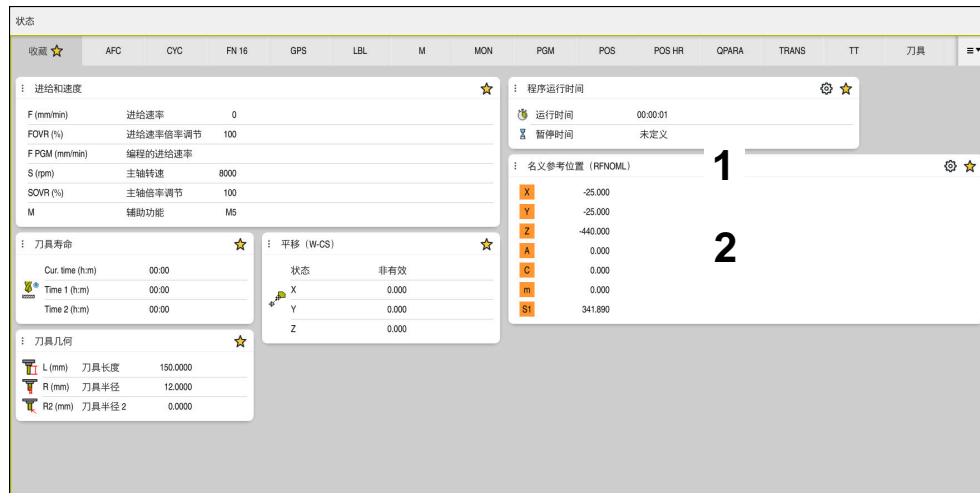 状态
收藏 AFC CYC FN 16 GPS LBL M MON PGM POS POS HR QPARA TRANS TT 刀具
进给和速度
F (mm/min) 进给速率 0
FOVR (%) 进给速率倍率调节 100
F PGM (mm/min) 编程的进给速率
S (rpm) 主轴转速 8000
SOVR (%) 主轴倍率调节 100
M 辅助功能 M5
程序运行时间
运行时间 00:00:01
暂停时间 未定义
1
名义参考位置 (RFNOML)
X -25.000
Y -25.000
Z -440.000
A 0.000
C 0.000
m 0.000
S1 341.890
2
刀具寿命
Cur. time (h:m) 00:00
Time 1 (h:m) 00:00
Time 2 (h:m) 00:00
平移 (W-CS)
状态 非有效
X 0.000
Y 0.000
Z 0.000
刀具几何
L (mm) 刀具长度 150.0000
R (mm) 刀具半径 12.0000
R2 (mm) 刀具半径 2 0.0000